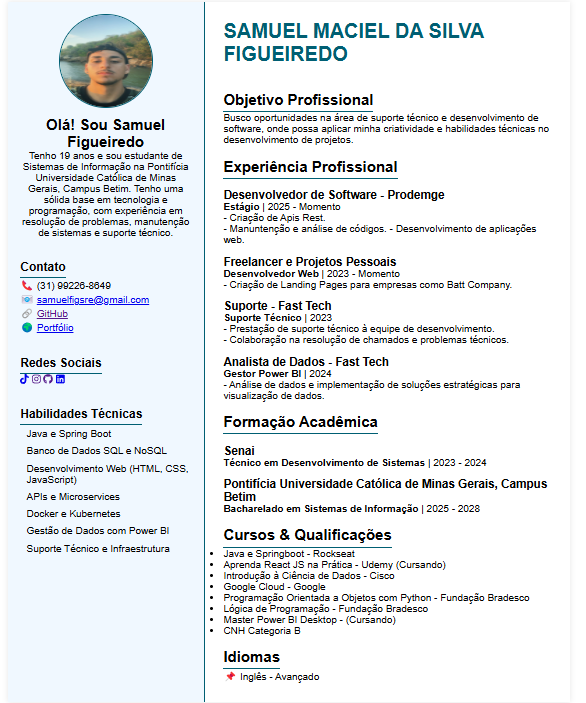 Olá! Sou Samuel
Figueiredo
Tenho 19 anos e sou estudante de
Sistemas de Informação na Pontifícia
Universidade Católica de Minas
Gerais, Campus Betim. Tenho uma
sólida base em tecnologia e
programação, com experiência em
resolução de problemas, manutenção
de sistemas e suporte técnico.
Contato
(31) 99226-8649
samuelfigsre@gmail.com
GitHub
Portfólio
Redes Sociais
Habilidades Técnicas
Java e Spring Boot
Banco de Dados SQL e NoSQL
Desenvolvimento Web (HTML, CSS,
JavaScript)
APIs e Microservices
Docker e Kubernetes
Gestão de Dados com Power BI
Suporte Técnico e Infraestrutura
SAMUEL MACIEL DA SILVA
FIGUEIREDO
Objetivo Profissional
Busco oportunidades na área de suporte técnico e desenvolvimento de
software, onde possa aplicar minha criatividade e habilidades técnicas no
desenvolvimento de projetos.
Experiência Profissional
Desenvolvedor de Software - Prodemge
Estágio | 2025 - Momento
- Criação de Apis Rest.
- Manuntenção e análise de códigos. - Desenvolvimento de aplicações
web.
Freelancer e Projetos Pessoais
Desenvolvedor Web | 2023 - Momento
- Criação de Landing Pages para empresas como Batt Company.
Suporte - Fast Tech
Suporte Técnico | 2023
- Prestação de suporte técnico à equipe de desenvolvimento.
- Colaboração na resolução de chamados e problemas técnicos.
Analista de Dados - Fast Tech
Gestor Power BI | 2024
- Análise de dados e implementação de soluções estratégicas para
visualização de dados.
Formação Acadêmica
Senai
Técnico em Desenvolvimento de Sistemas | 2023 - 2024
Pontifícia Universidade Católica de Minas Gerais, Campus
Betim
Bacharelado em Sistemas de Informação | 2025 - 2028
Cursos & Qualificações
• Java e Springboot - Rockseat
• Aprenda React JS na Prática - Udemy (Cursando)
• Introdução à Ciência de Dados - Cisco
• Google Cloud - Google
• Programação Orientada a Objetos com Python - Fundação Bradesco
• Lógica de Programação - Fundação Bradesco
• Master Power BI Desktop - (Cursando)
• CNH Categoria B
Idiomas
Inglês - Avançado